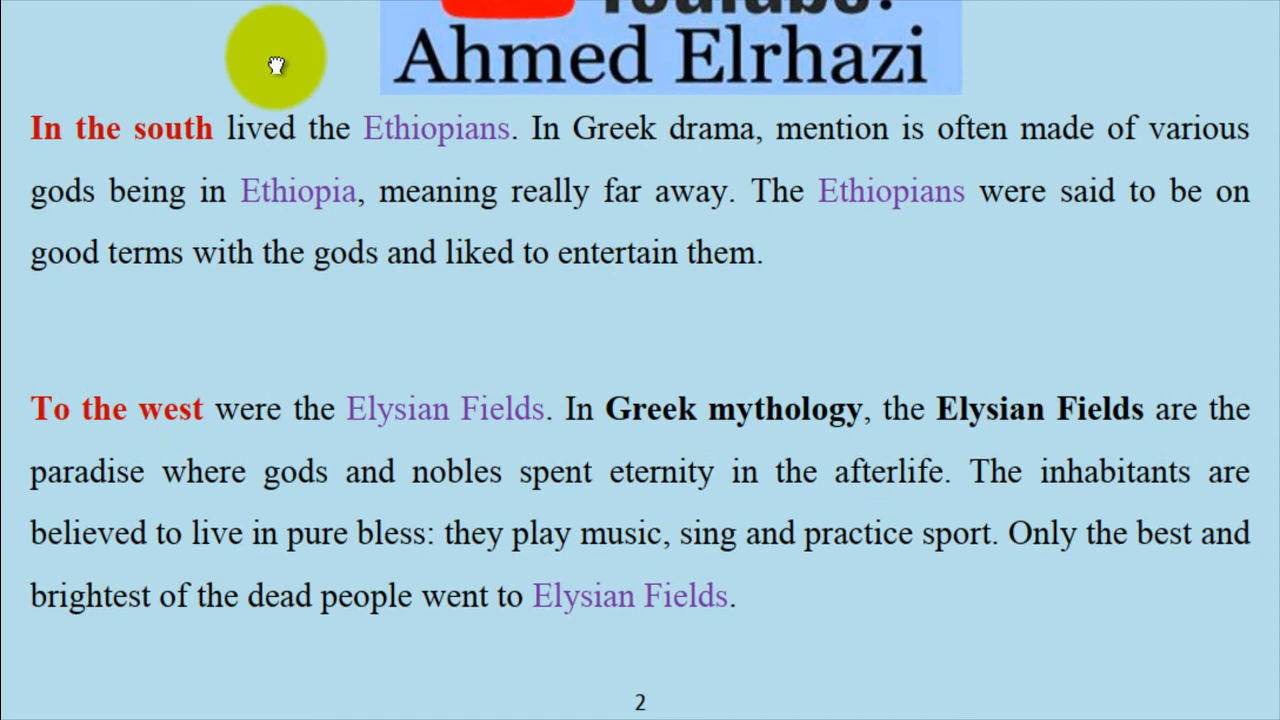 YouTube:
Ahmed Elrhazi
In the south lived the Ethiopians. In Greek drama, mention is often made of various
gods being in Ethiopia, meaning really far away. The Ethiopians were said to be on
good terms with the gods and liked to entertain them.
To the west were the Elysian Fields. In Greek mythology, the Elysian Fields are the
paradise where gods and nobles spent eternity in the afterlife. The inhabitants are
believed to live in pure bless: they play music, sing and practice sport. Only the best and
brightest of the dead people went to Elysian Fields.
2